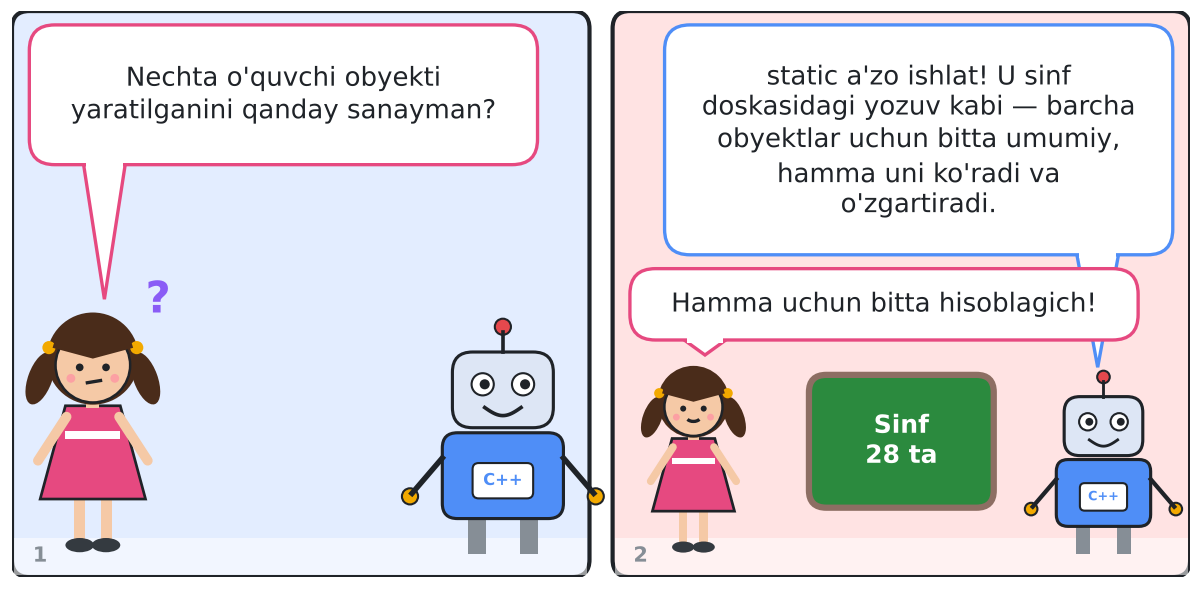 Nechta o'quvchi obyekti
yaratilganini qanday sanayman?
?
C++
1
static a'zo ishlat! U sinf
doskasidagi yozuv kabi — barcha
obyektlar uchun bitta umumiy,
hamma uni ko'radi va
o'zgartiradi.
Hamma uchun bitta hisoblagich!
Sinf
28 ta
C++
2